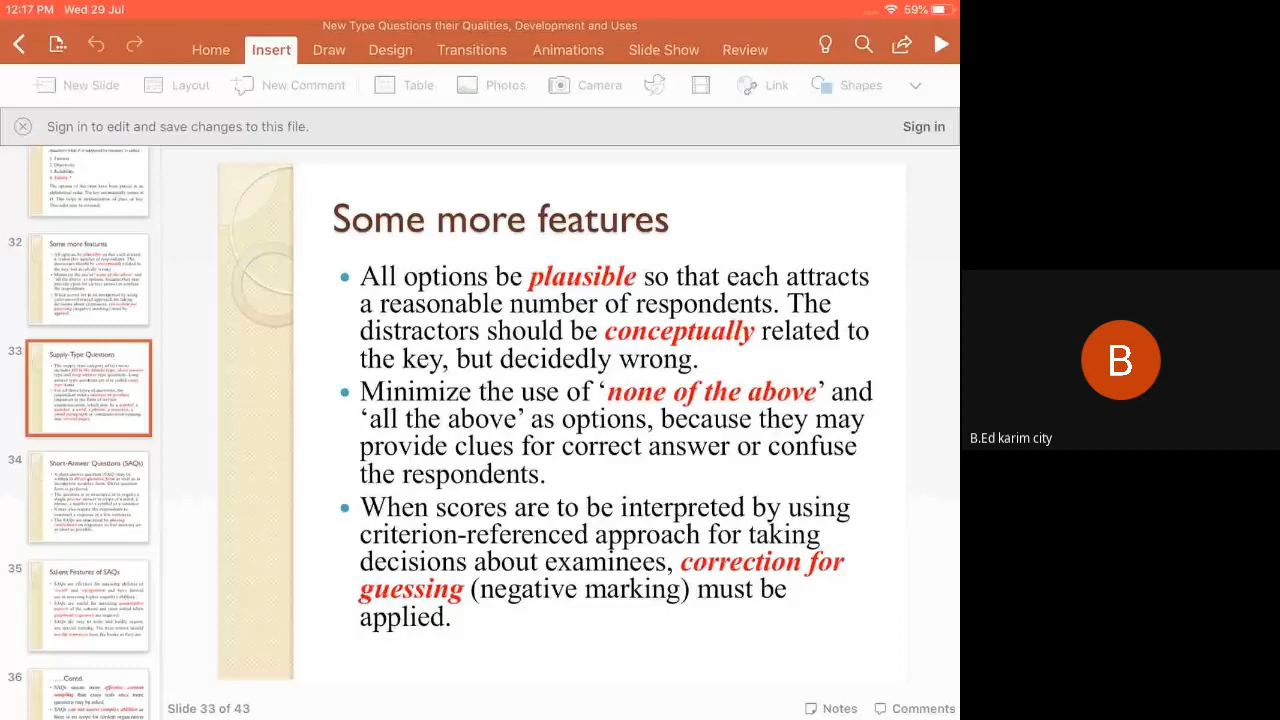 12:17 PM Wed 29 Jul
59%
New Type Questions their Qualities, Development and Uses
Home Insert Draw Design Transitions Animations Slide Show Review
New Slide Layout New Comment Table Photos Camera Link Shapes
Sign in to edit and save changes to this file. Sign in
32
Some more features
33
Supply-Type Questions
34
Short-Answer Questions (SAQs)
35
Salient Features of SAQs
36
Contd.
Some more features
• All options be plausible so that each attracts
a reasonable number of respondents. The
distractors should be conceptually related to
the key, but decidedly wrong.
• Minimize the use of ‘none of the above’ and
‘all the above’ as options, because they may
provide clues for correct answer or confuse
the respondents.
• When scores are to be interpreted by using
criterion-referenced approach for taking
decisions about examinees, correction for
guessing (negative marking) must be
applied.
Slide 33 of 43
Notes Comments
B
B.Ed karim city